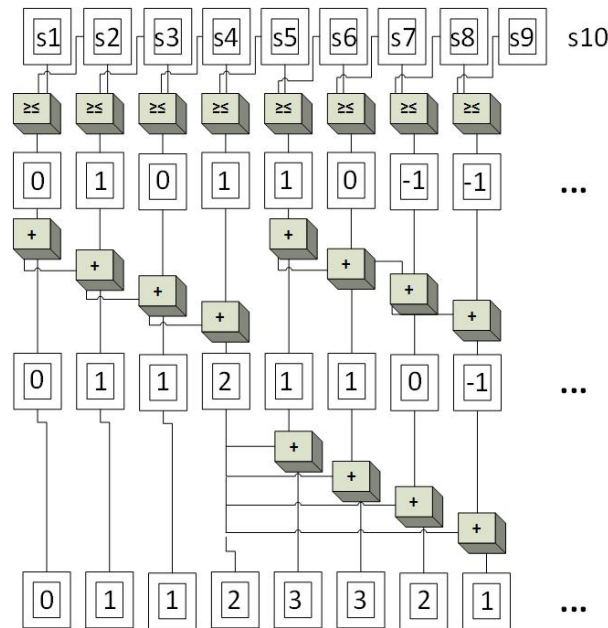 s1 s2 s3 s4 s5 s6 s7 s8 s9 s10
≥≤ ≥≤ ≥≤ ≥≤ ≥≤ ≥≤ ≥≤ ≥≤
0 1 0 1 1 0 -1 -1 ...
+ +
+ +
+ +
+ +
0 1 1 2 1 1 0 -1 ...
+
+
+
+
0 1 1 2 3 3 2 1 ...